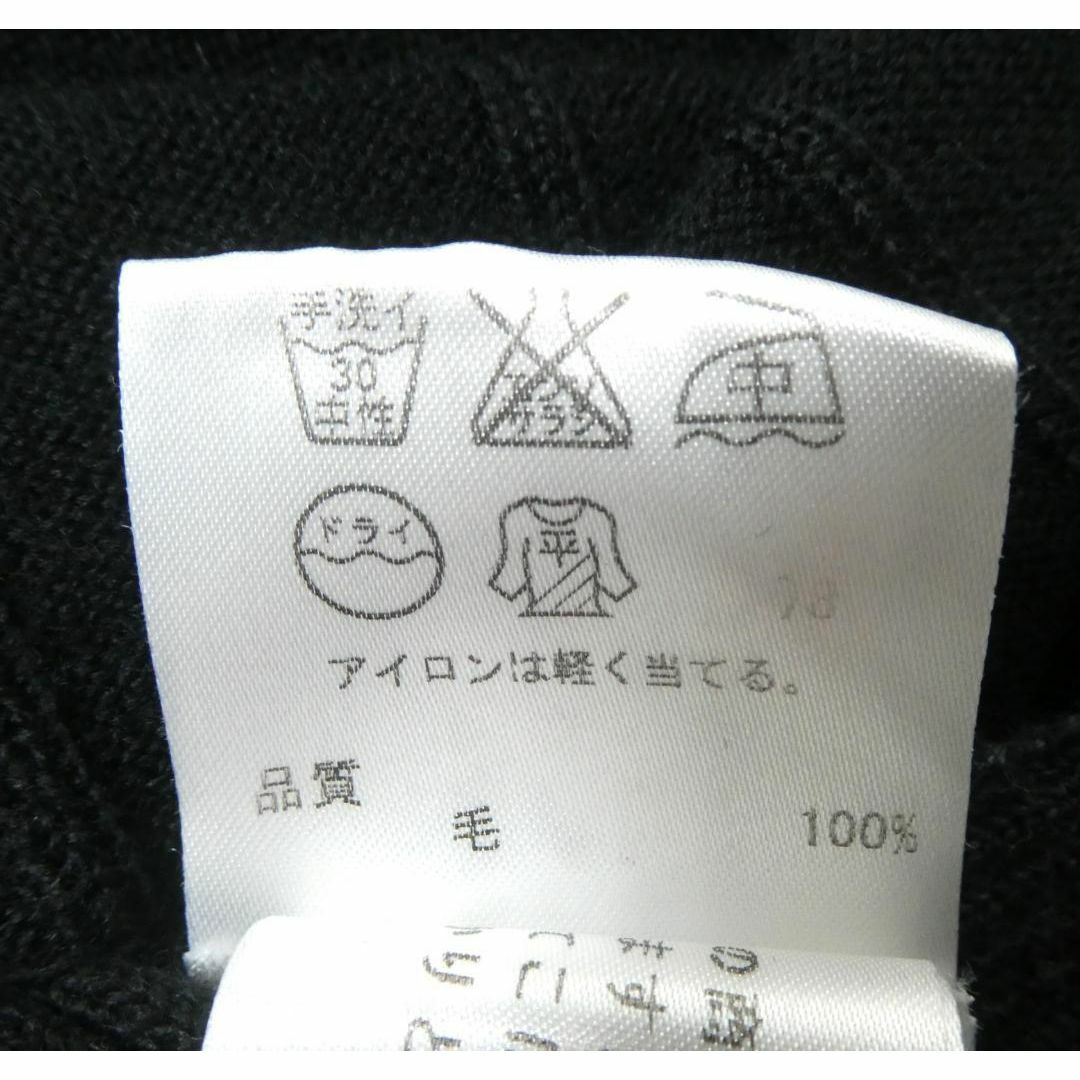 手洗イ
30
中性
エンソ
サラシ
中
ドライ
平
アイロンは軽く当てる。
品質
毛 100%